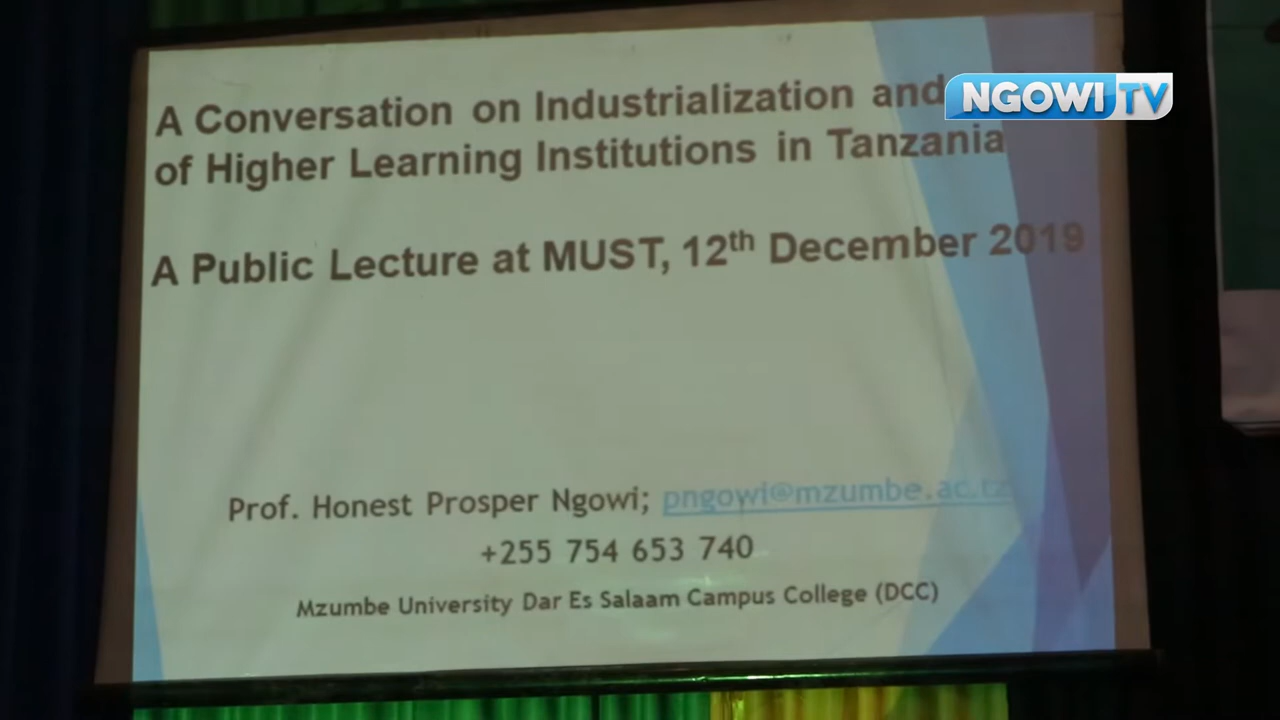 A Conversation on Industrialization and
NGOWI TV
of Higher Learning Institutions in Tanzania
A Public Lecture at MUST, 12th December 2019
Prof. Honest Prosper Ngowi; pngowi@mzumbe.ac.tz
+255 754 653 740
Mzumbe University Dar Es Salaam Campus College (DCC)